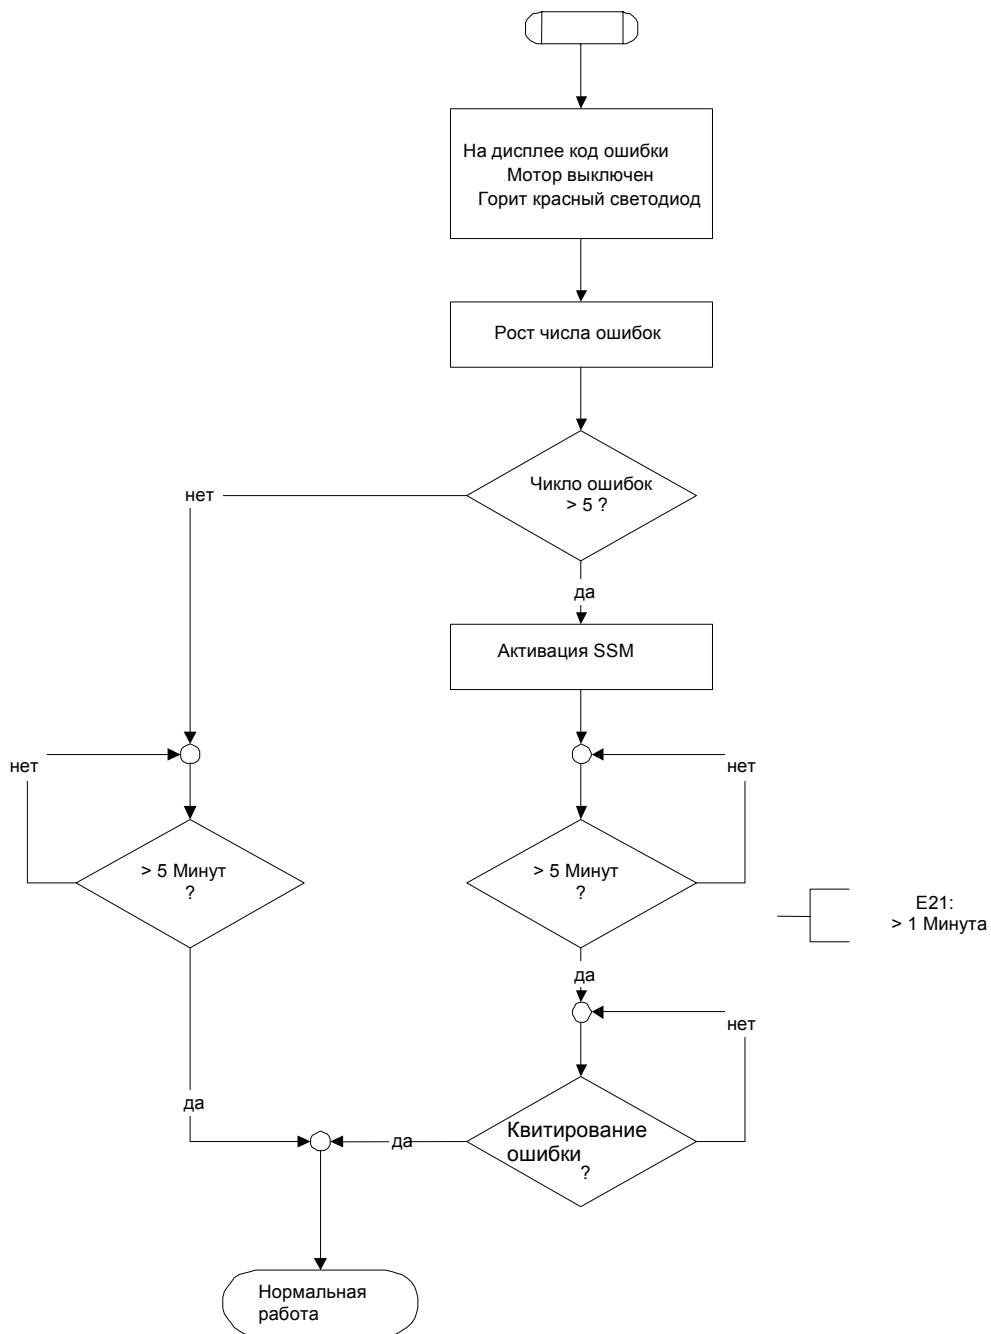 На дисплее код ошибки
Мотор выключен
Горит красный светодиод
Рост числа ошибок
Чикло ошибок
> 5 ?
нет
да
Активация SSM
нет
нет
> 5 Минут
?
> 5 Минут
?
E21:
> 1 Минута
да
нет
да
да
Квитирование
ошибки
?
Нормальная
работа